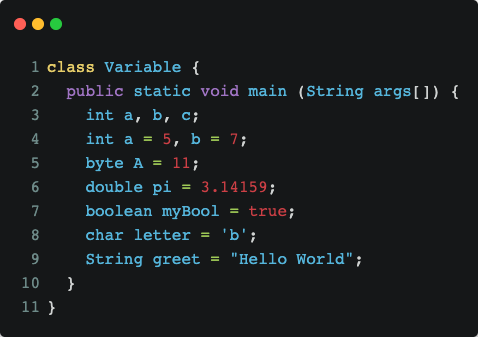 1 class Variable {
2   public static void main (String args[]) {
3     int a, b, c;
4     int a = 5, b = 7;
5     byte A = 11;
6     double pi = 3.14159;
7     boolean myBool = true;
8     char letter = 'b';
9     String greet = "Hello World";
10   }
11 }